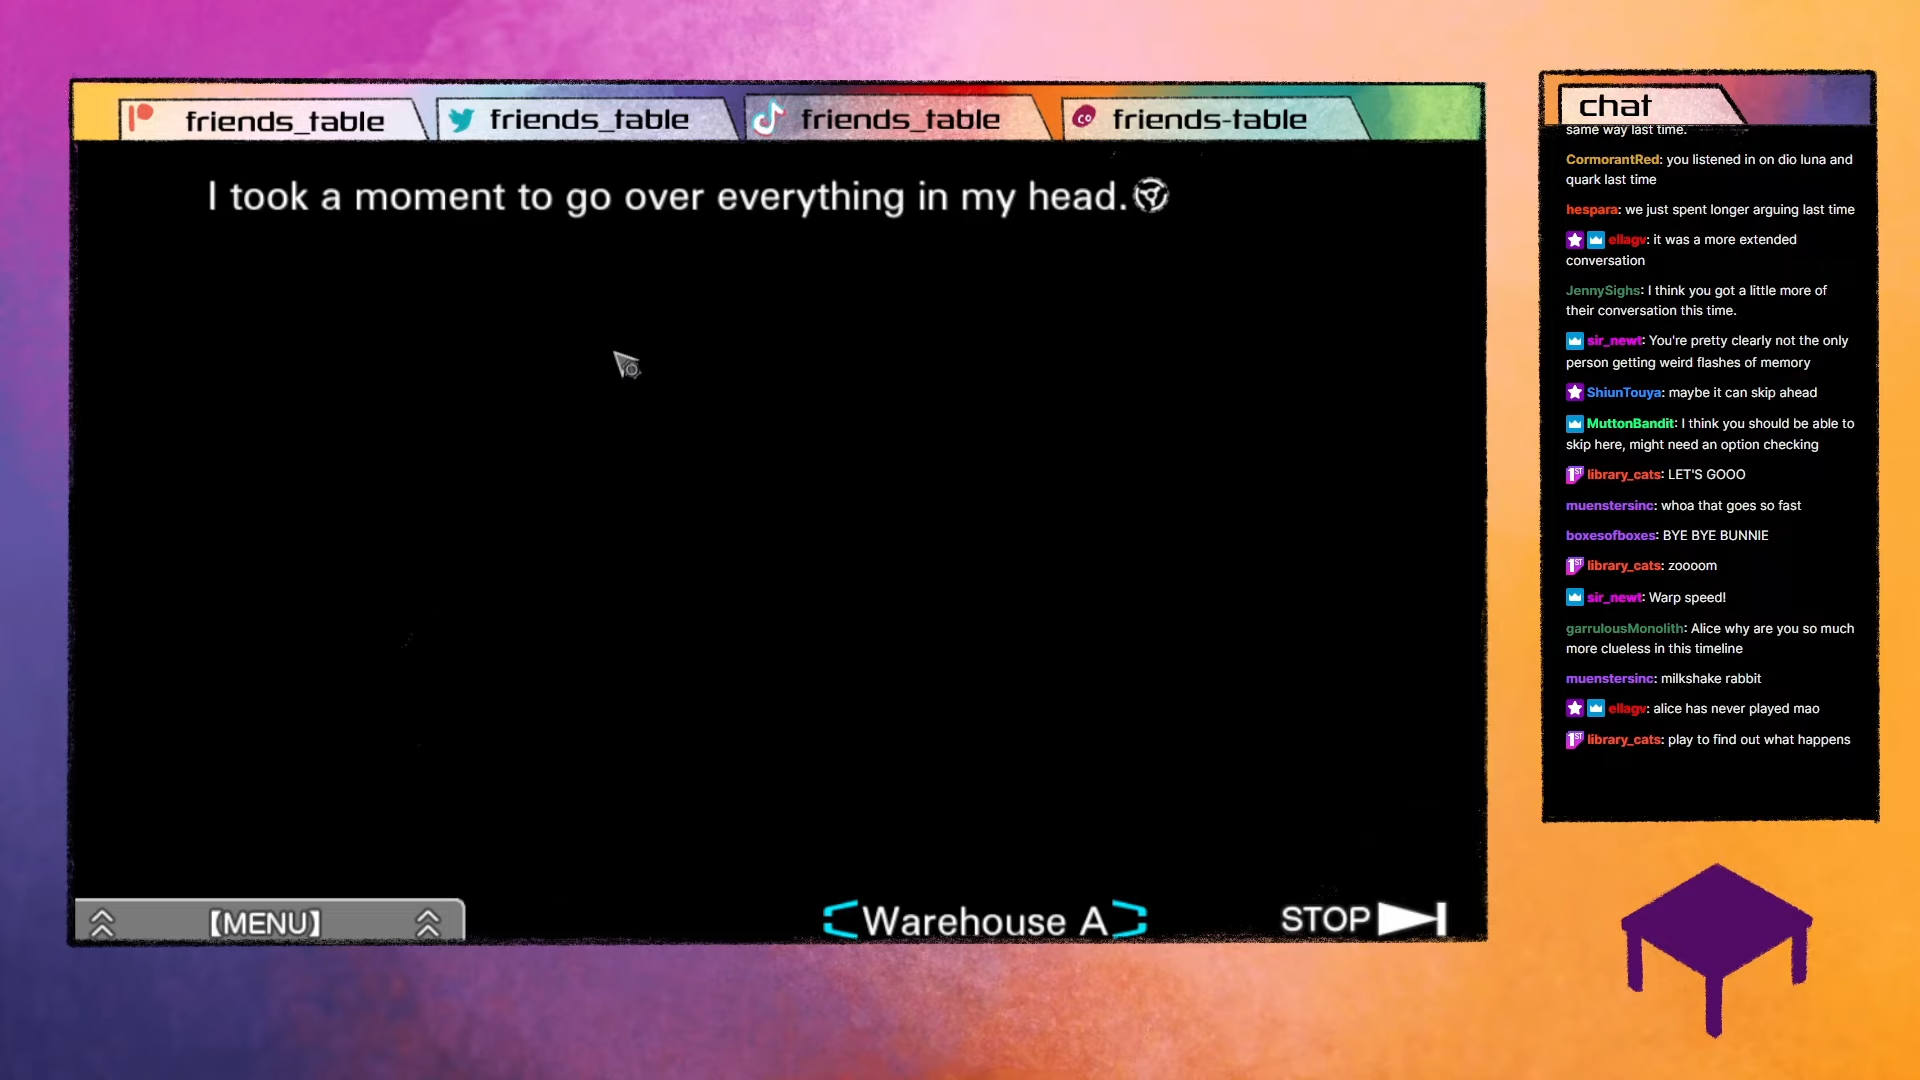 friends_table
friends_table
friends_table
friends-table
I took a moment to go over everything in my head.
【MENU】
Warehouse A
STOP
chat
same way last time.
CormorantRed: you listened in on dio luna and
quark last time
hespara: we just spent longer arguing last time
ellagv: it was a more extended
conversation
JennySighs: I think you got a little more of
their conversation this time.
sir_newt: You're pretty clearly not the only
person getting weird flashes of memory
ShiunTouya: maybe it can skip ahead
MuttonBandit: I think you should be able to
skip here, might need an option checking
library_cats: LET'S GOOO
muenstersinc: whoa that goes so fast
boxesofboxes: BYE BYE BUNNIE
library_cats: zoooom
sir_newt: Warp speed!
garrulousMonolith: Alice why are you so much
more clueless in this timeline
muenstersinc: milkshake rabbit
ellagv: alice has never played mao
library_cats: play to find out what happens